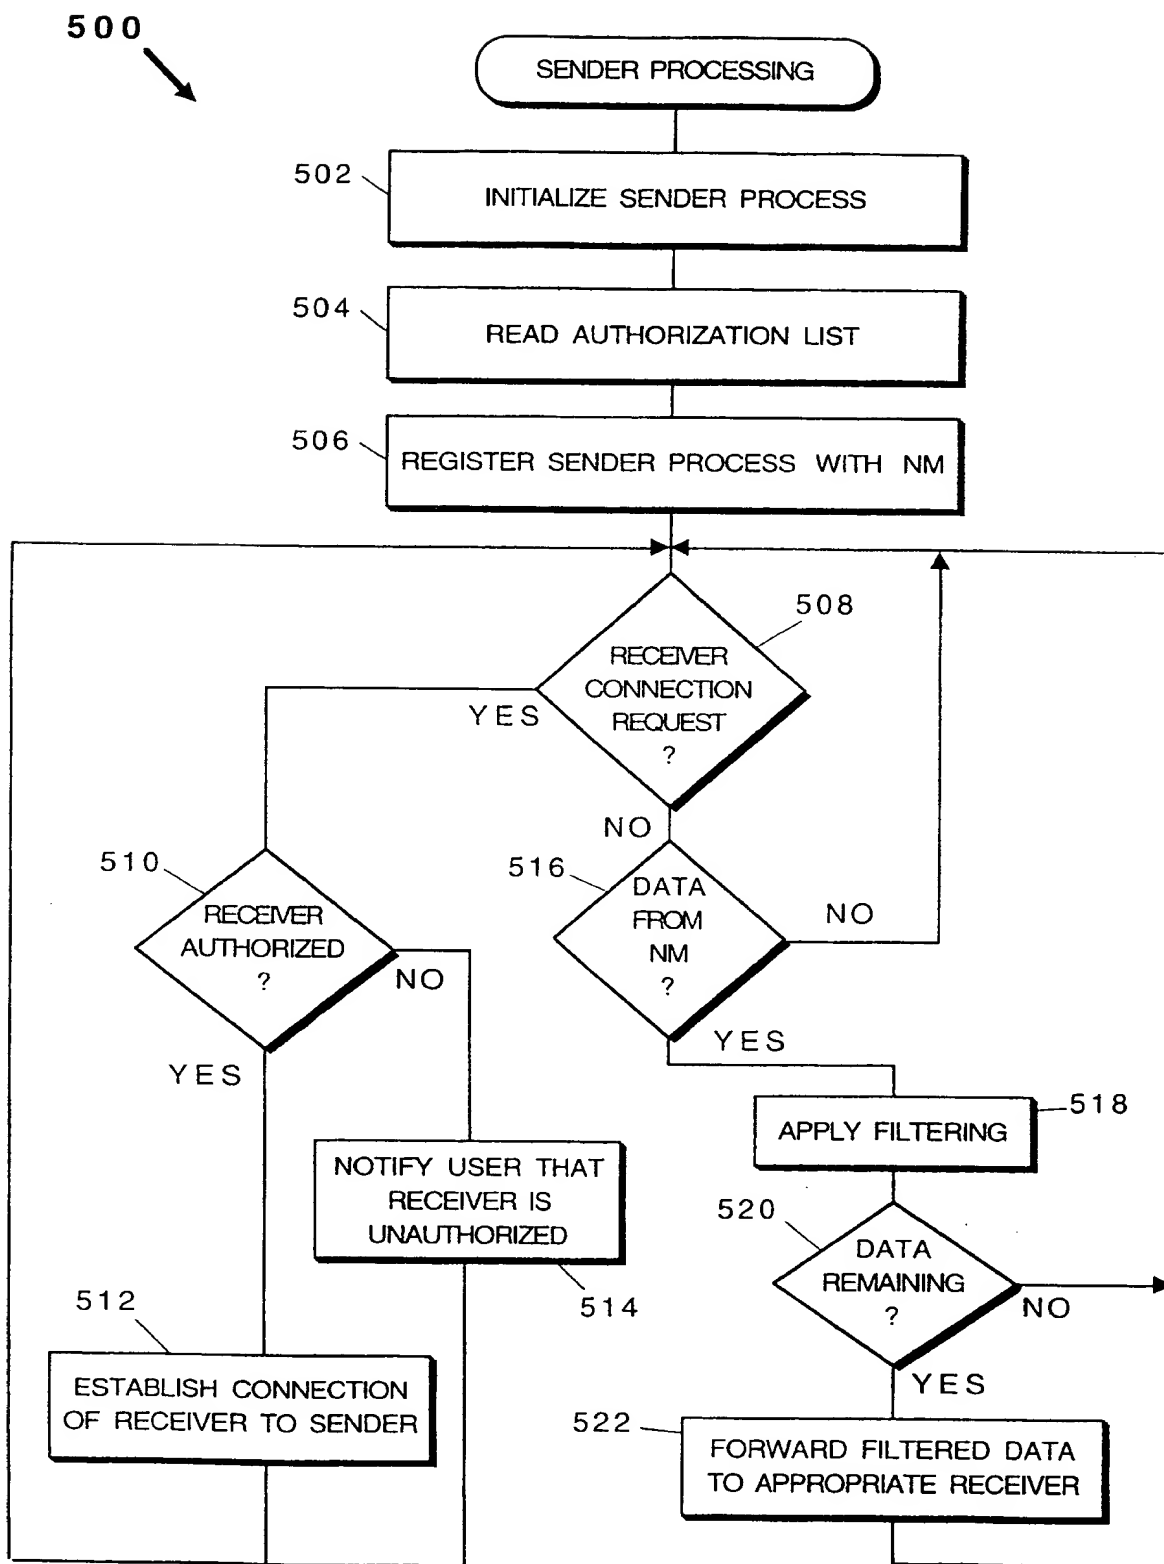 500
SENDER PROCESSING
502
INITIALIZE SENDER PROCESS
504
READ AUTHORIZATION LIST
506
REGISTER SENDER PROCESS WITH NM
508
RECEIVER
CONNECTION
REQUEST
?
YES
NO
510
RECEIVER
AUTHORIZED
?
NO
YES
516
DATA
FROM
NM
?
NO
YES
518
APPLY FILTERING
NOTIFY USER THAT
RECEIVER IS
UNAUTHORIZED
514
520
DATA
REMAINING
?
NO
YES
512
ESTABLISH CONNECTION
OF RECEIVER TO SENDER
522
FORWARD FILTERED DATA
TO APPROPRIATE RECEIVER